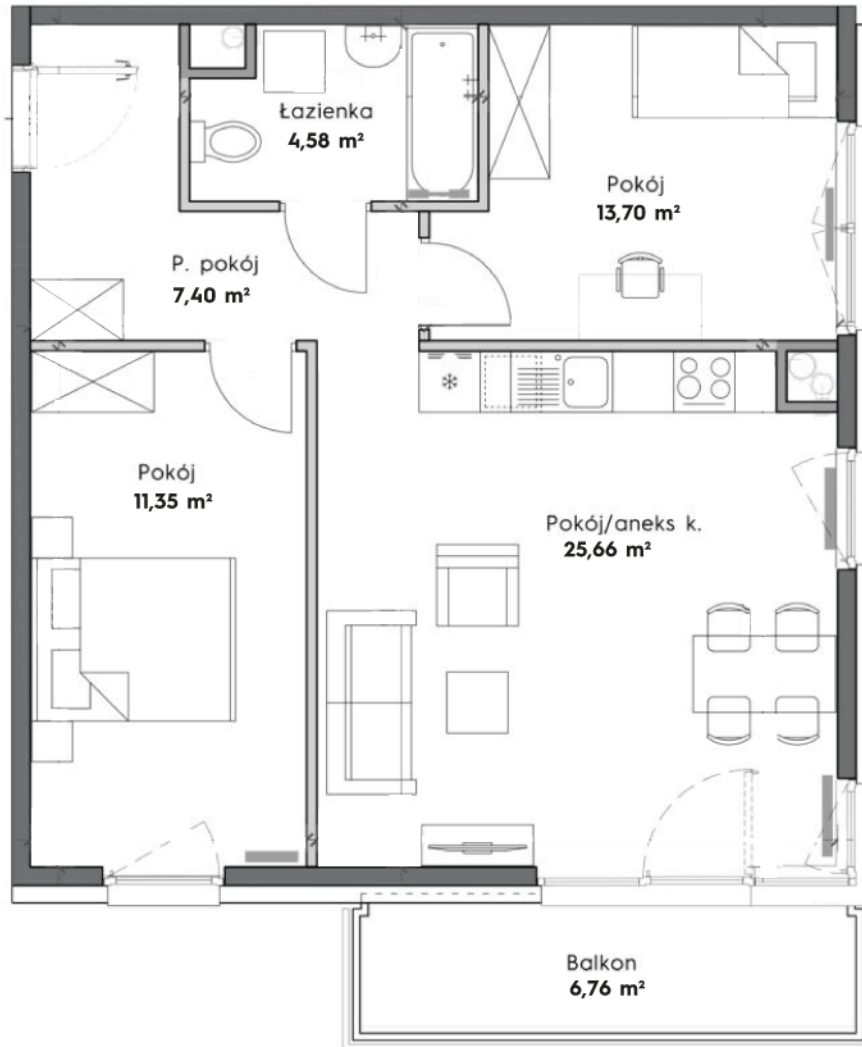 Łazienka
4,58 m²
Pokój
13,70 m²
P. pokój
7,40 m²
Pokój
11,35 m²
Pokój/aneks k.
25,66 m²
Balkon
6,76 m²